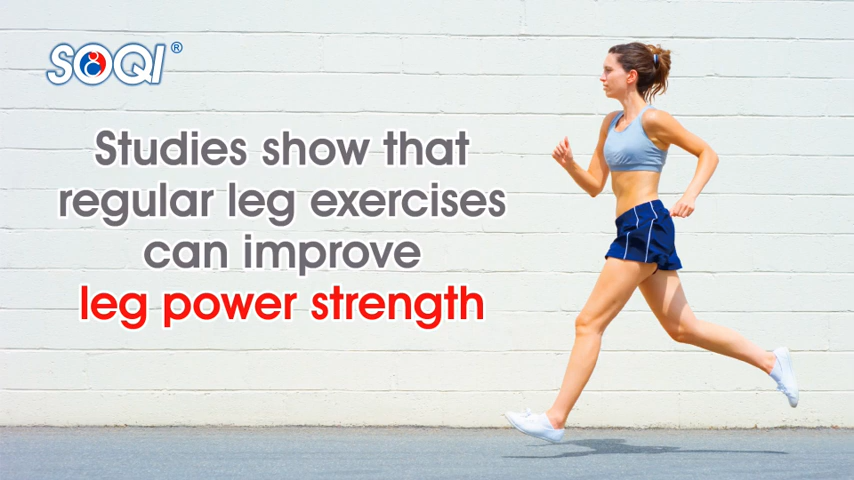 SOQI®
Studies show that
regular leg exercises
can improve
leg power strength